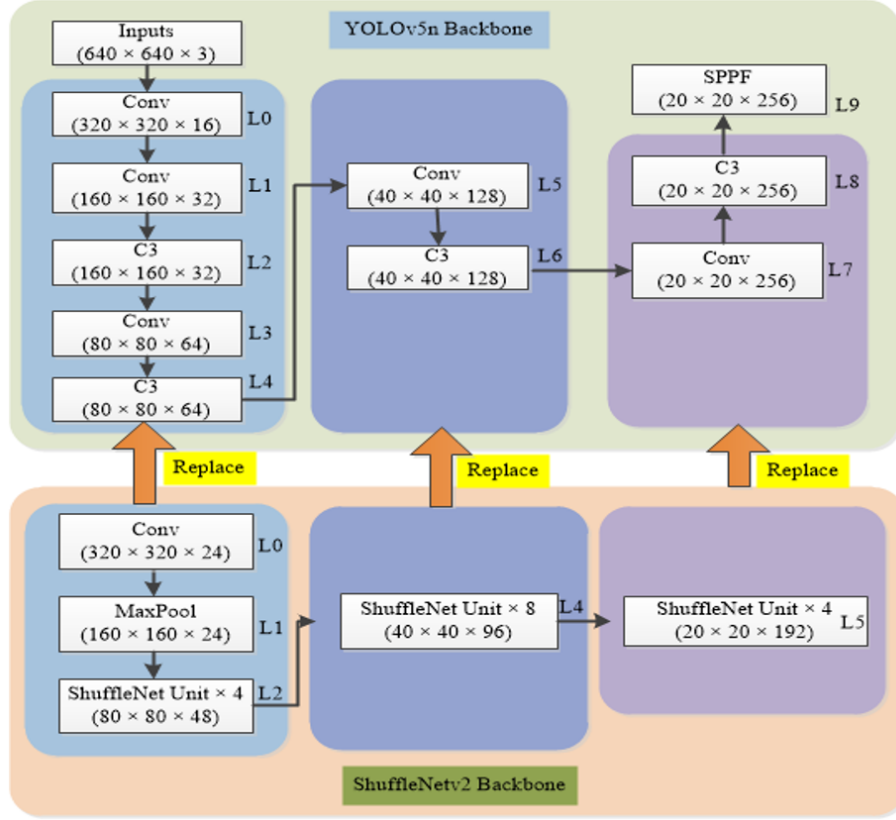 YOLOv5n Backbone
Inputs
(640 × 640 × 3)
Conv
(320 × 320 × 16)
L0
Conv
(160 × 160 × 32)
L1
C3
(160 × 160 × 32)
L2
Conv
(80 × 80 × 64)
L3
C3
(80 × 80 × 64)
L4
Conv
(40 × 40 × 128)
L5
C3
(40 × 40 × 128)
L6
SPPF
(20 × 20 × 256)
L9
C3
(20 × 20 × 256)
L8
Conv
(20 × 20 × 256)
L7
Replace
Replace
Replace
Conv
(320 × 320 × 24)
L0
MaxPool
(160 × 160 × 24)
L1
ShuffleNet Unit × 4
(80 × 80 × 48)
L2
ShuffleNet Unit × 8
(40 × 40 × 96)
L4
ShuffleNet Unit × 4
(20 × 20 × 192)
L5
ShuffleNetv2 Backbone